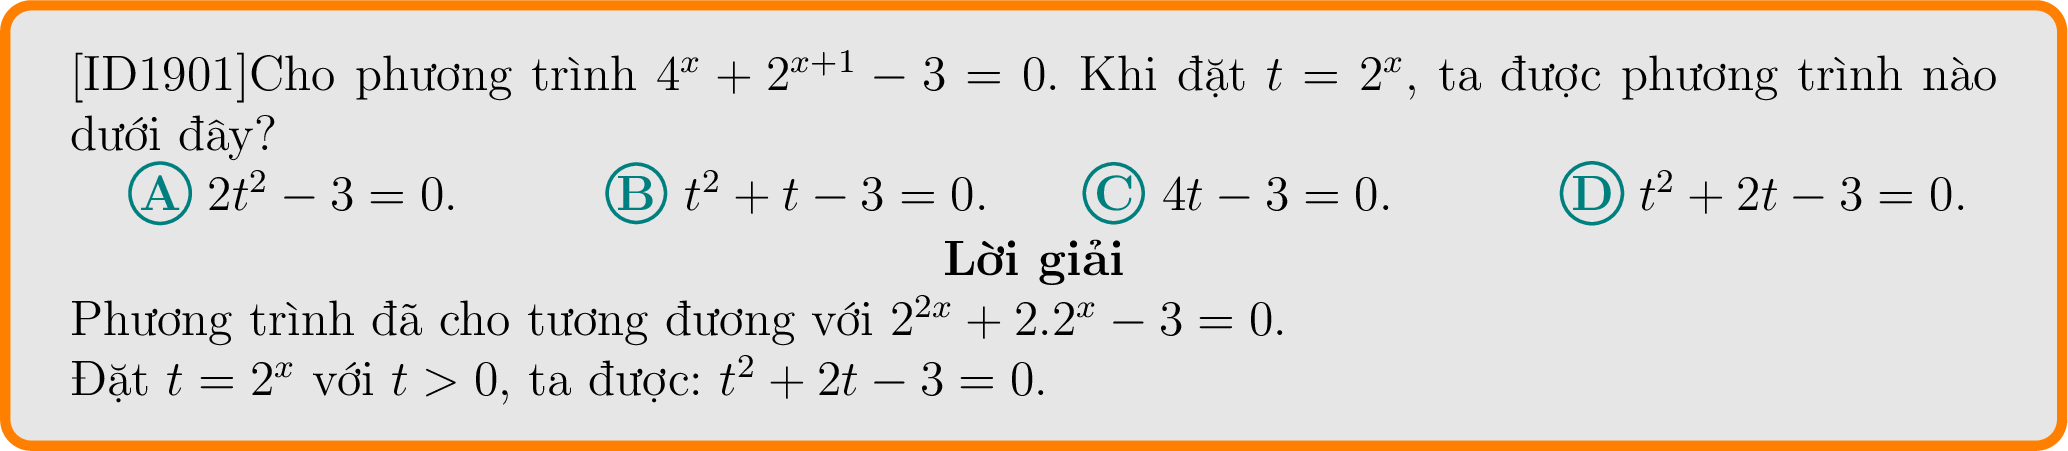 [ID1901]Cho phương trình $4^x + 2^{x+1} - 3 = 0$. Khi đặt $t = 2^x$, ta được phương trình nào
dưới đây?
Ⓐ $2t^2 - 3 = 0$. Ⓑ $t^2 + t - 3 = 0$. Ⓒ $4t - 3 = 0$. Ⓓ $t^2 + 2t - 3 = 0$.
Lời giải
Phương trình đã cho tương đương với $2^{2x} + 2.2^x - 3 = 0$.
Đặt $t = 2^x$ với $t > 0$, ta được: $t^2 + 2t - 3 = 0$.